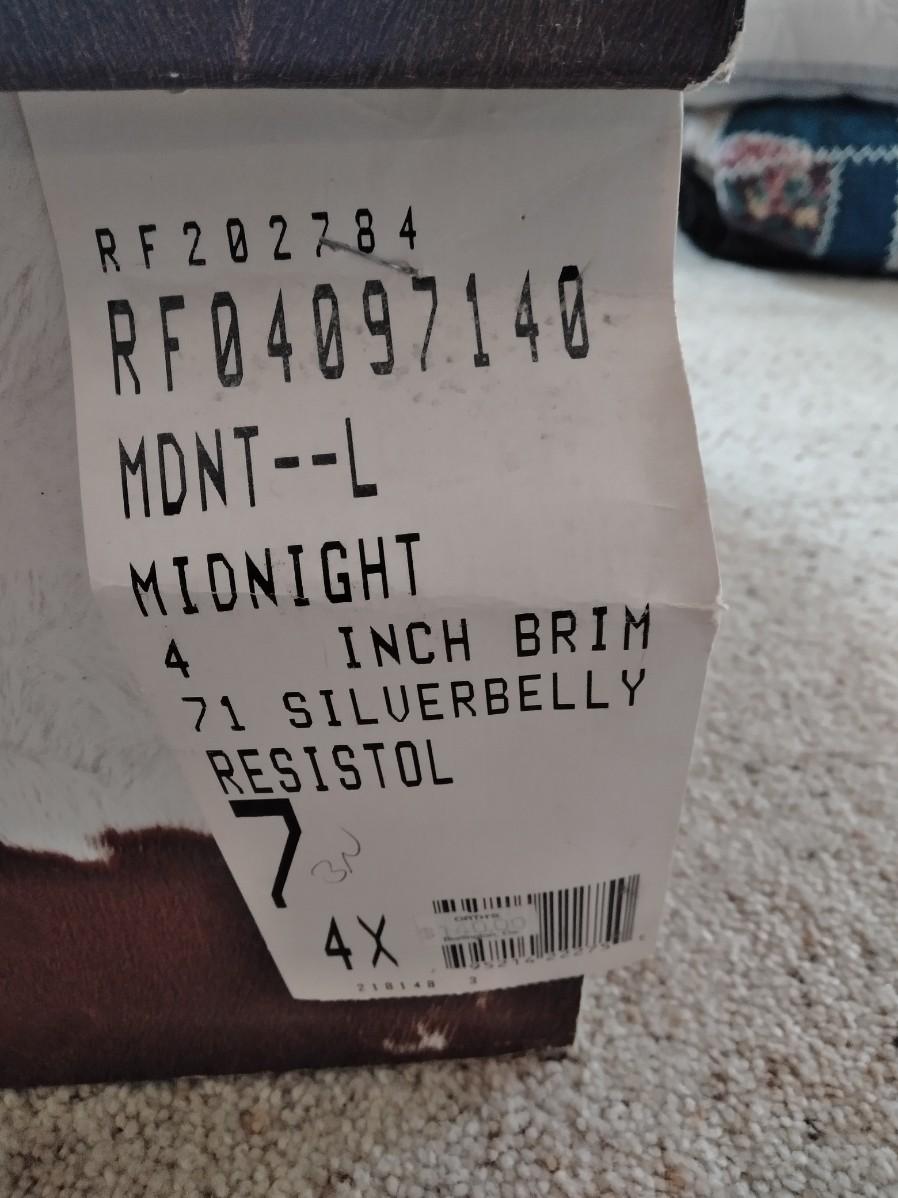 RF202784
RF04097140
MDNT--L
MIDNIGHT
4 INCH BRIM
71 SILVERBELLY
RESISTOL
7
4X
218148 3